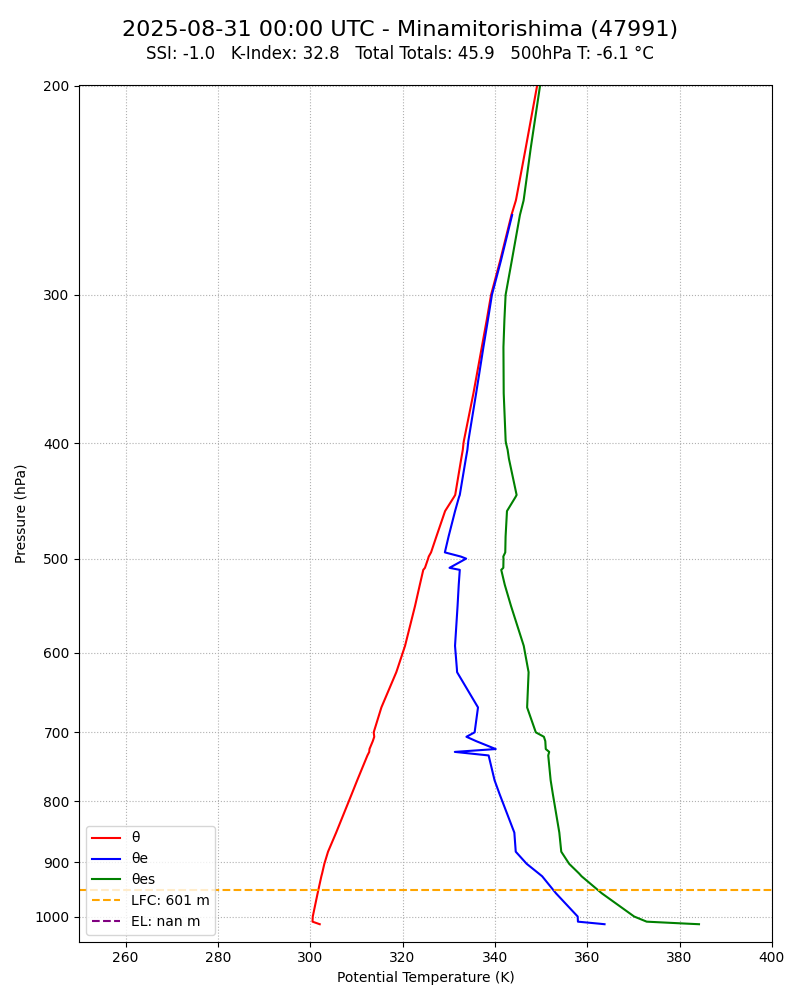 2025-08-31 00:00 UTC - Minamitorishima (47991)
SSI: -1.0   K-Index: 32.8   Total Totals: 45.9   500hPa T: -6.1 °C
Pressure (hPa)
200
300
400
500
600
700
800
900
1000
θ
θe
θes
LFC: 601 m
EL: nan m
260 280 300 320 340 360 380 400
Potential Temperature (K)